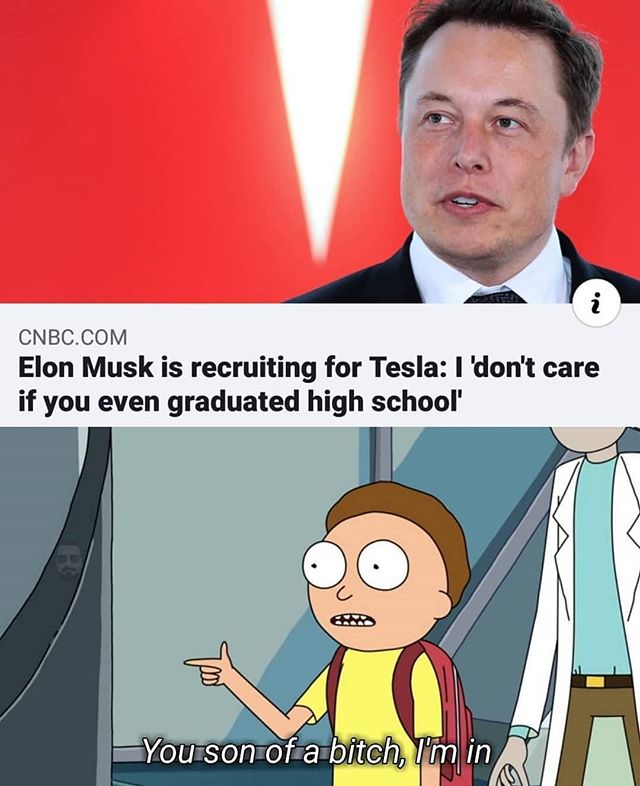 CNBC.COM
Elon Musk is recruiting for Tesla: I 'don't care
if you even graduated high school'
You son of a bitch, I'm in